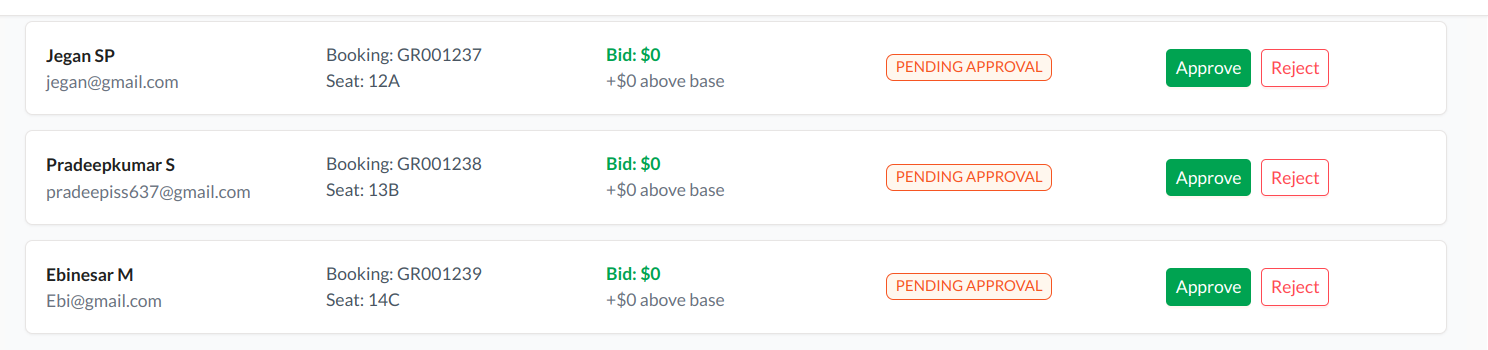 Jegan SP
jegan@gmail.com
Booking: GR001237
Seat: 12A
Bid: $0
+$0 above base
PENDING APPROVAL
Approve
Reject
Pradeepkumar S
pradeepiss637@gmail.com
Booking: GR001238
Seat: 13B
Bid: $0
+$0 above base
PENDING APPROVAL
Approve
Reject
Ebinesar M
Ebi@gmail.com
Booking: GR001239
Seat: 14C
Bid: $0
+$0 above base
PENDING APPROVAL
Approve
Reject